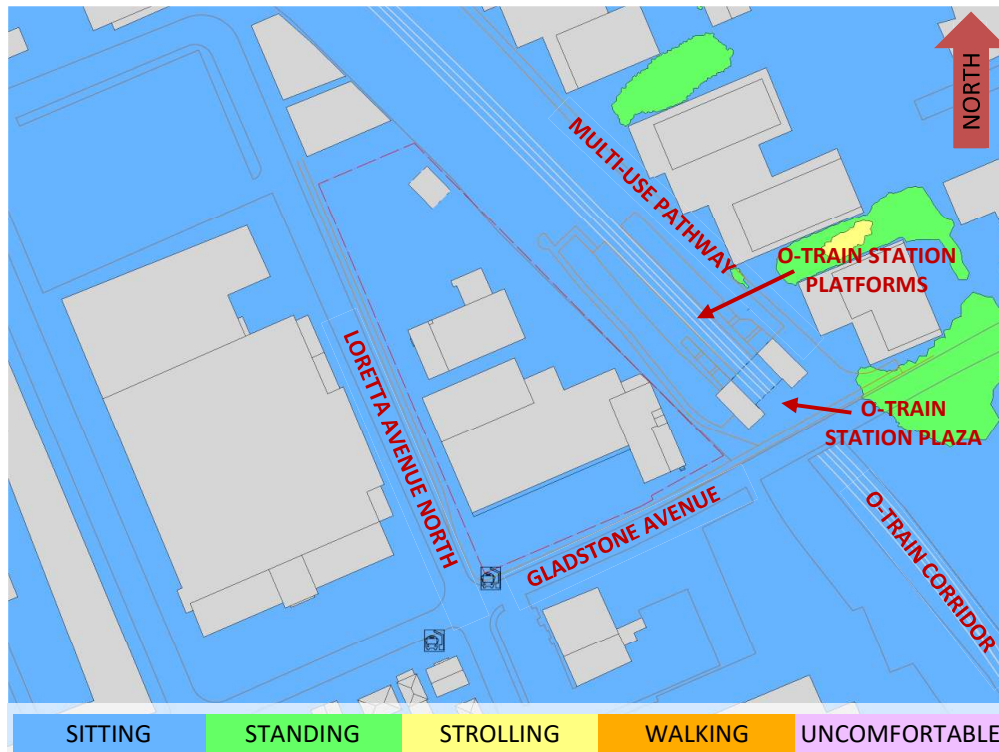 NORTH
MULTI-USE PATHWAY
O-TRAIN STATION
PLATFORMS
LORETTA AVENUE NORTH
O-TRAIN
STATION PLAZA
GLADSTONE AVENUE
O-TRAIN CORRIDOR
SITTING
STANDING
STROLLING
WALKING
UNCOMFORTABLE